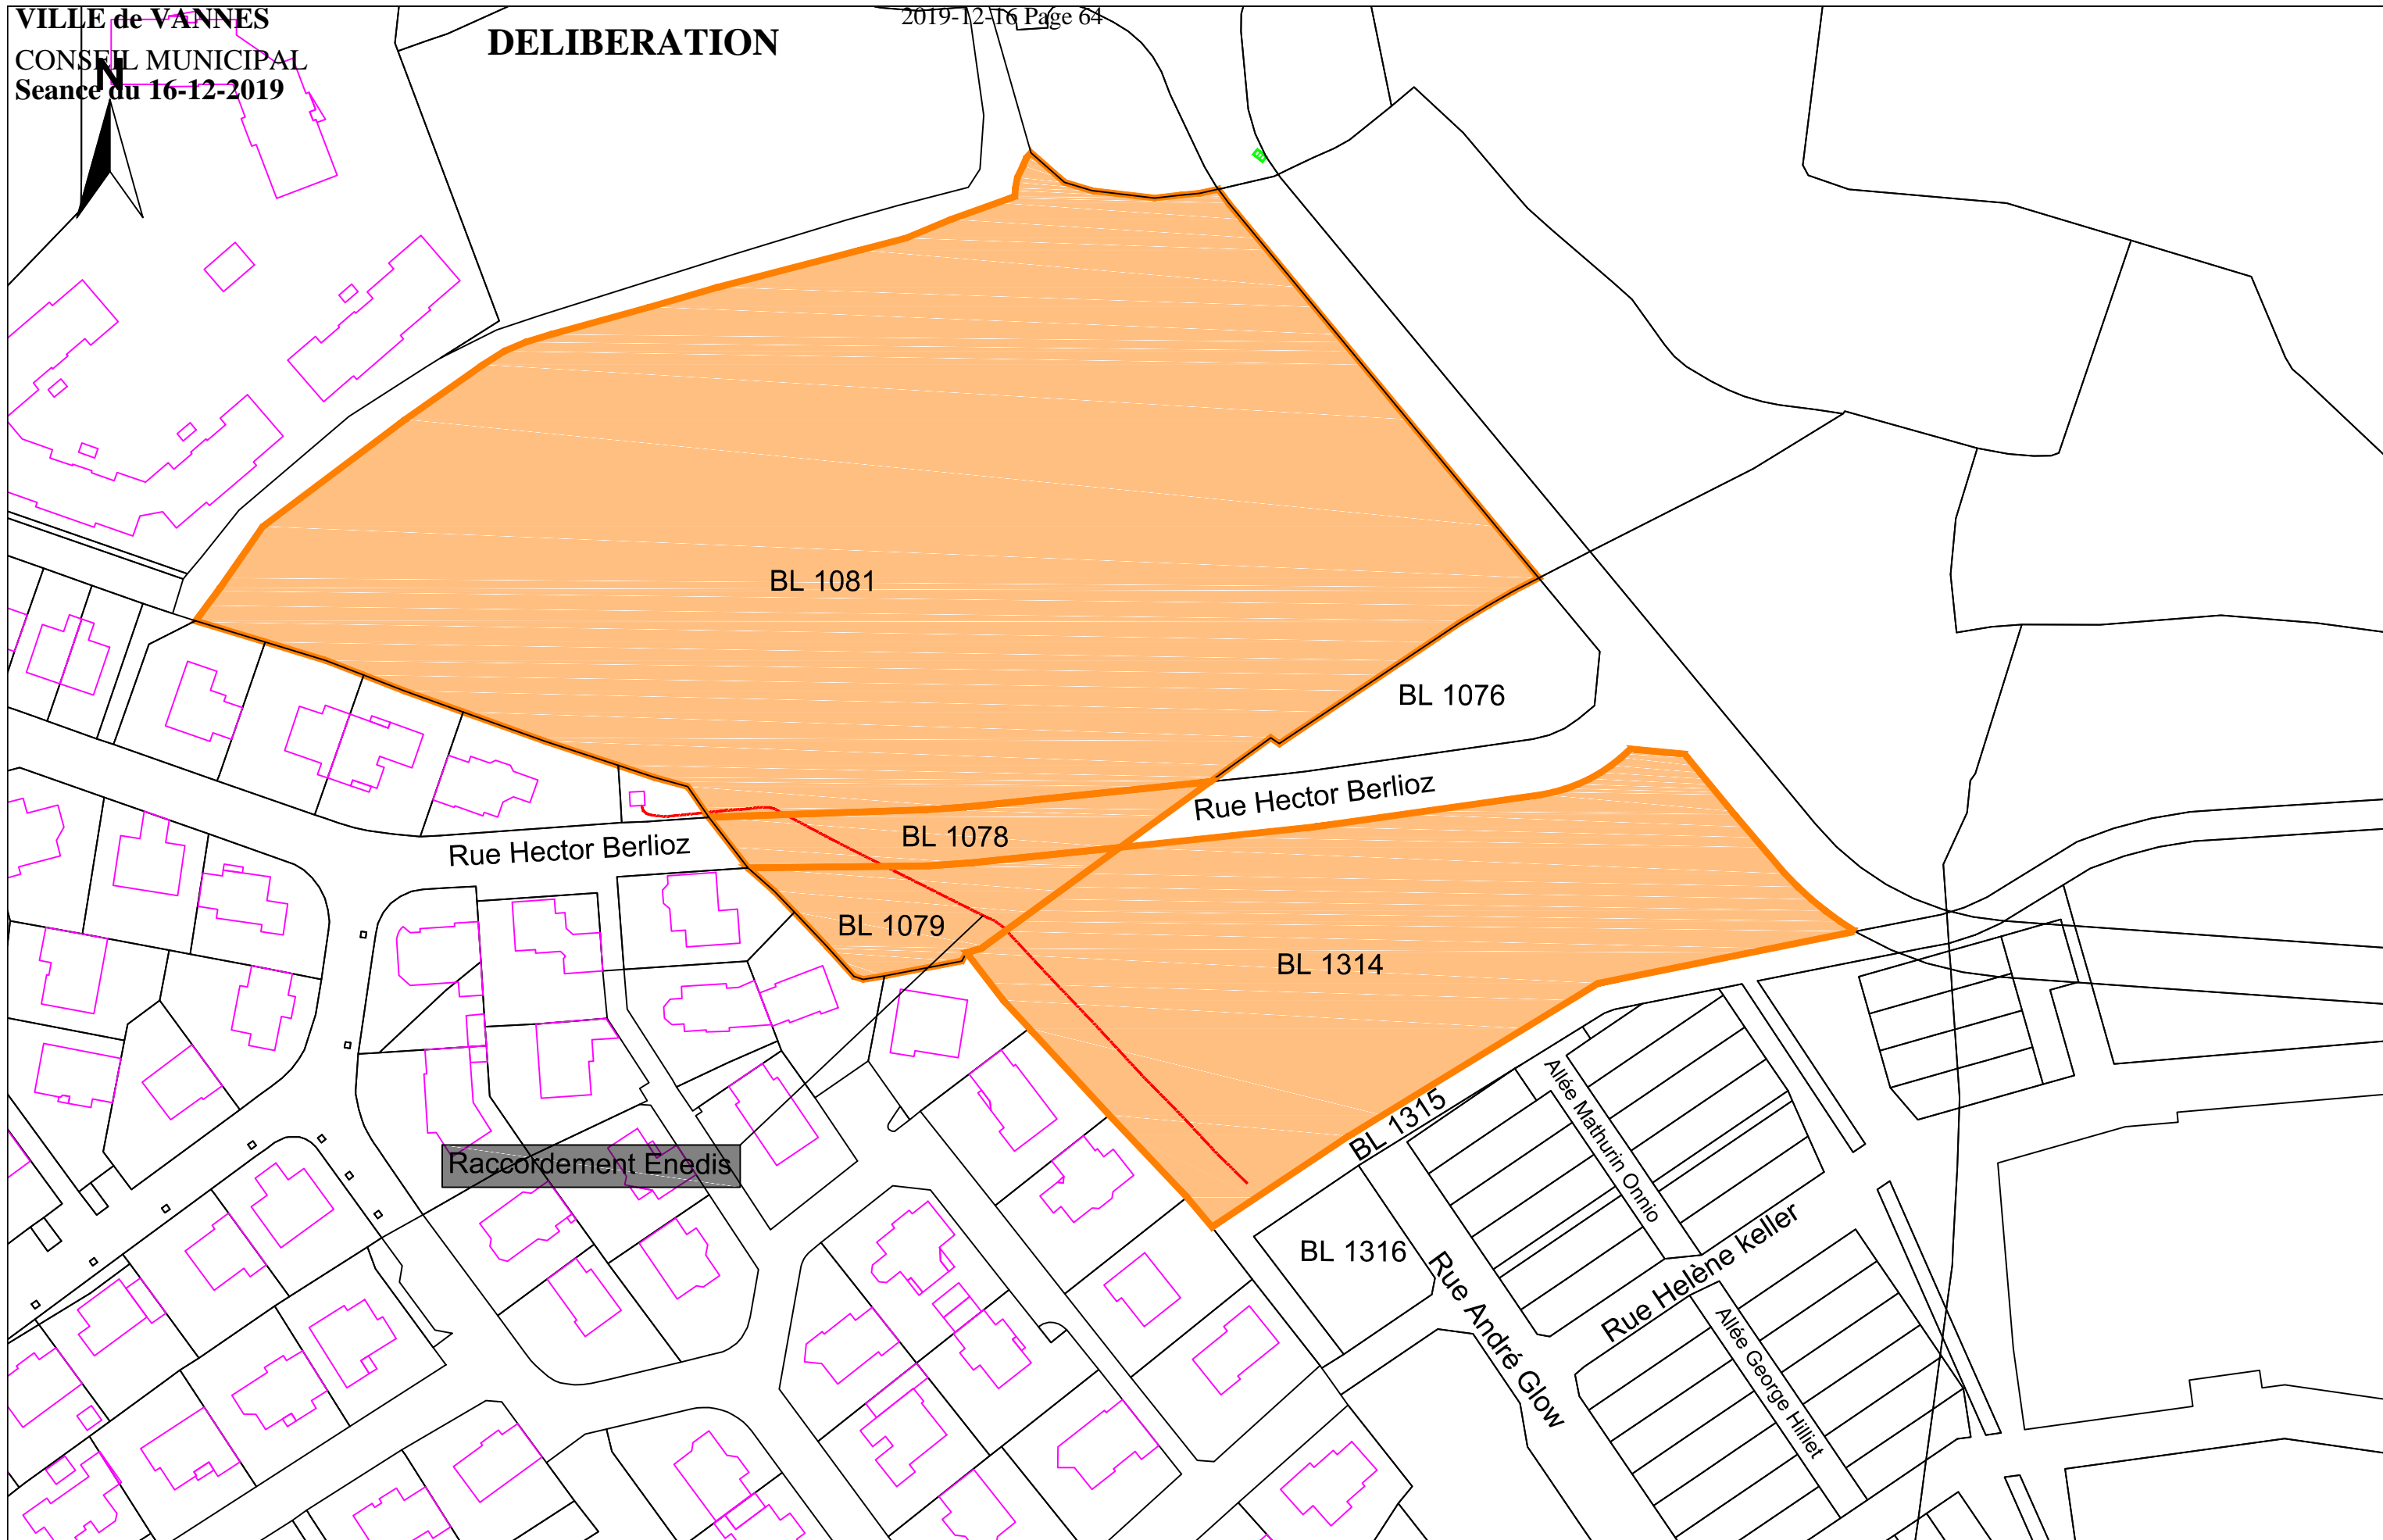 VILLE de VANNES
2019-12-16 Page 64
DELIBERATION
CONSEIL MUNICIPAL
N
Seance du 16-12-2019
BL 1081
BL 1076
Rue Hector Berlioz
BL 1078
Rue Hector Berlioz
BL 1079
BL 1314
BL 1315
Allée Mathurin Onnio
Raccordement Enedis
BL 1316
Rue Helène keller
Rue André Glow
Allée George Hilliet